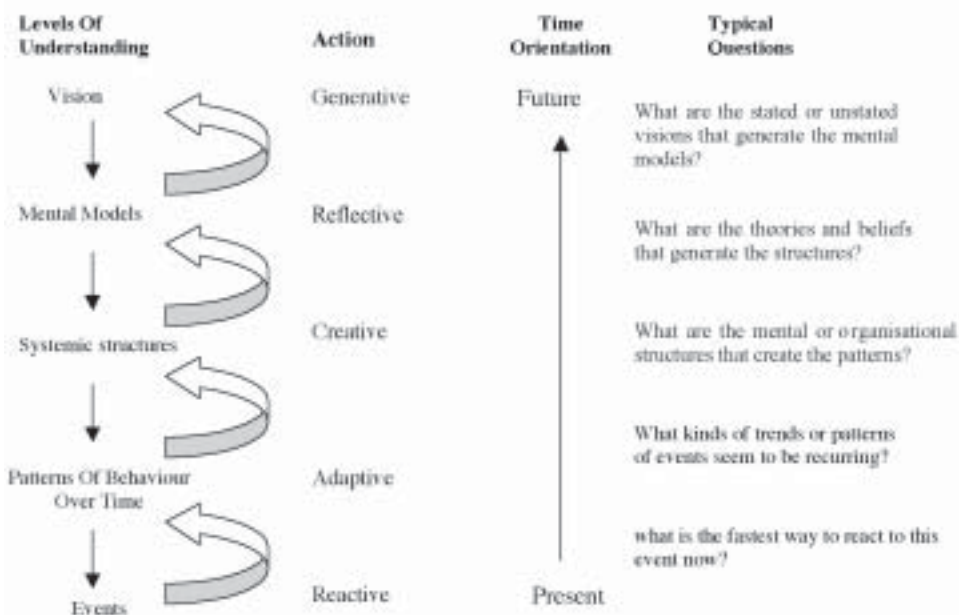 Levels Of
Understanding
Action
Time
Orientation
Typical
Questions
Vision
Generative
Future
What are the stated or unstated
visions that generate the mental
models?
Mental Models
Reflective
What are the theories and beliefs
that generate the structures?
Systemic structures
Creative
What are the mental or organisational
structures that create the patterns?
Patterns Of Behaviour
Over Time
Adaptive
What kinds of trends or patterns
of events seem to be recurring?
what is the fastest way to react to this
event now?
Events
Reactive
Present